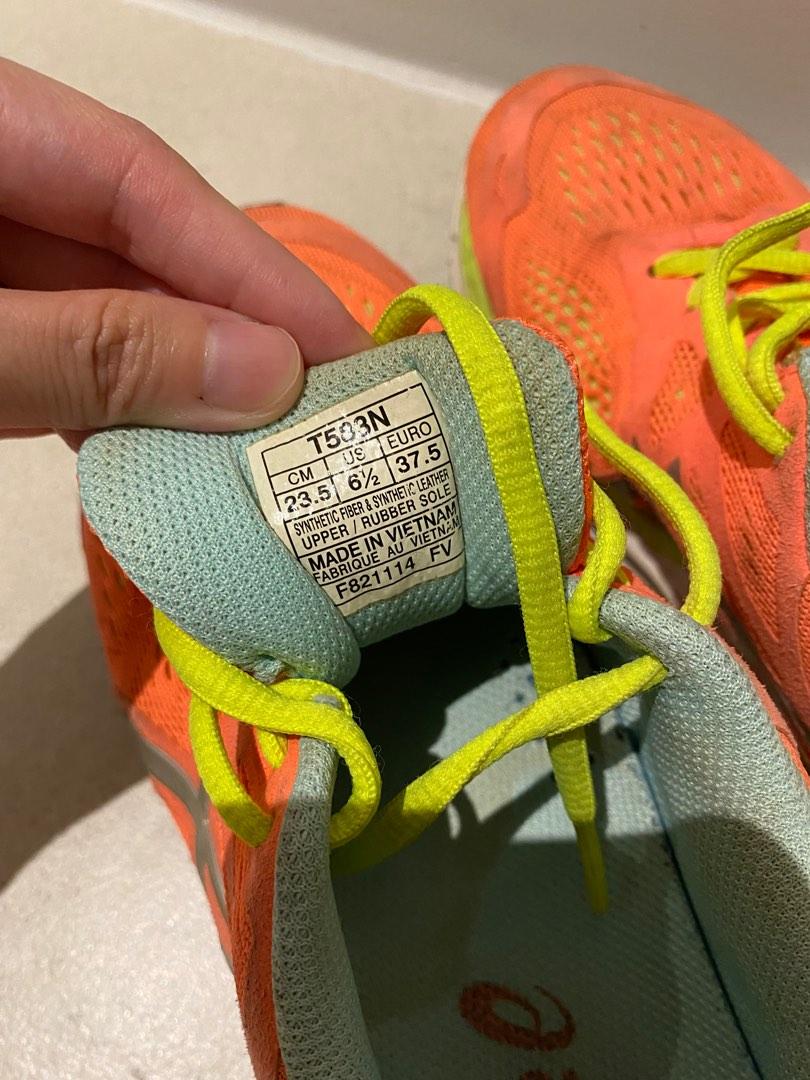 T583N
CM US EURO
23.5 6½ 37.5
SYNTHETIC FIBER & SYNTHETIC LEATHER
UPPER / RUBBER SOLE
MADE IN VIETNAM
FABRIQUE AU VIETNAM
F821114 FV